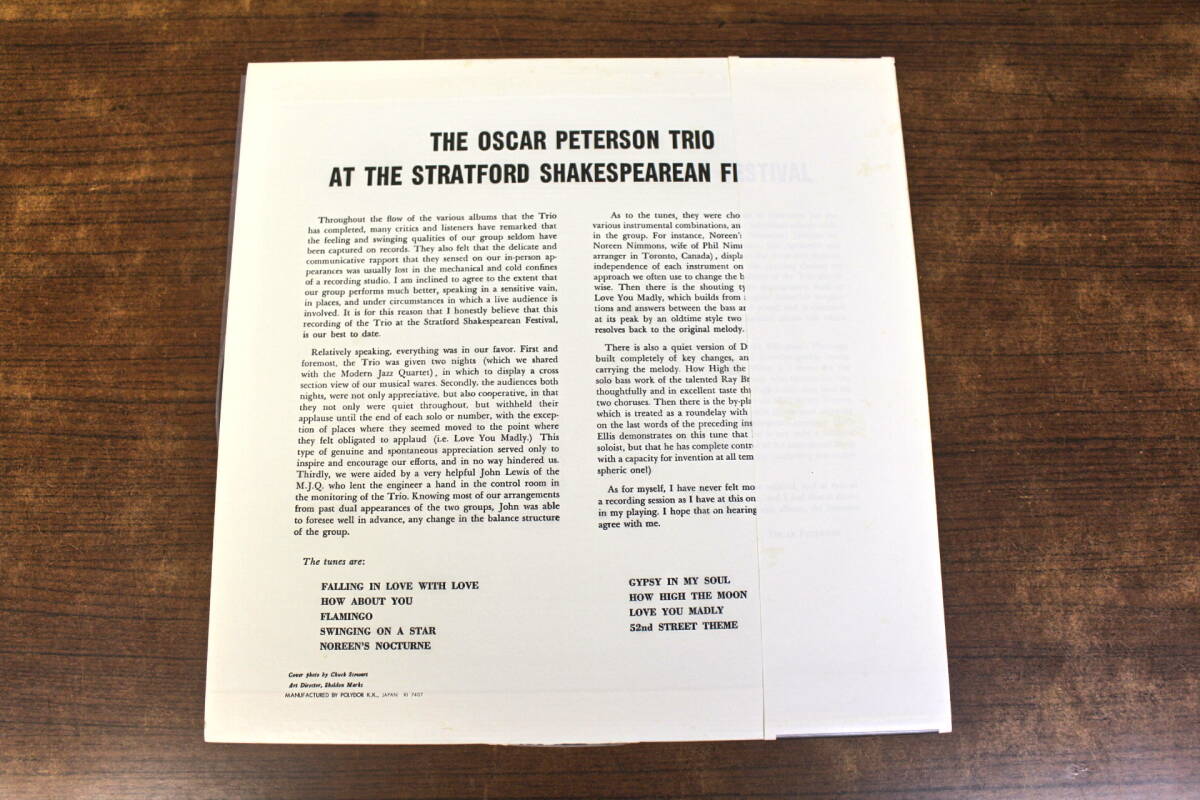 THE OSCAR PETERSON TRIO
AT THE STRATFORD SHAKESPEAREAN FESTIVAL
Throughout the flow of the various albums that the Trio
has completed, many critics and listeners have remarked that
the feeling and swinging qualities of our group seldom have
been captured on records. They also felt that the delicate and
communicative rapport that they sensed on our in-person ap-
pearances was usually lost in the mechanical and cold confines
of a recording studio. I am inclined to agree to the extent that
our group performs much better, speaking in a sensitive vain,
in places, and under circumstances in which a live audience is
involved. It is for this reason that I honestly believe that this
recording of the Trio at the Stratford Shakespearean Festival,
is our best to date.
Relatively speaking, everything was in our favor. First and
foremost, the Trio was given two nights (which we shared
with the Modern Jazz Quartet), in which to display a cross
section view of our musical wares. Secondly, the audiences both
nights, were not only appreciative, but also cooperative, in that
they not only were quiet throughout, but withheld their
applause until the end of each solo or number, with the excep-
tion of places where they seemed moved to the point where
they felt obligated to applaud (i.e. Love You Madly.) This
type of genuine and spontaneous appreciation served only to
inspire and encourage our efforts, and in no way hindered us.
Thirdly, we were aided by a very helpful John Lewis of the
M.J.Q. who lent the engineer a hand in the control room in
the monitoring of the Trio. Knowing most of our arrangements
from past dual appearances of the two groups, John was able
to foresee well in advance, any change in the balance structure
of the group.
As to the tunes, they were cho
various instrumental combinations, an
in the group. For instance, Noreen's
Noreen Nimmons, wife of Phil Nimm
arranger in Toronto, Canada), displa
independence of each instrument on
approach we often use to change the b
wise. Then there is the shouting ty
Love You Madly, which builds from
tions and answers between the bass an
at its peak by an oldtime style two
resolves back to the original melody.
There is also a quiet version of D
built completely of key changes, an
carrying the melody. How High the
solo bass work of the talented Ray Br
thoughtfully and in excellent taste th
two choruses. Then there is the by-pla
which is treated as a roundelay with
on the last words of the preceding ins
Ellis demonstrates on this tune that
soloist, but that he has complete contr
with a capacity for invention at all tem
spheric one!)
As for myself, I have never felt mo
a recording session as I have at this on
in my playing. I hope that on hearing
agree with me.
OSCAR PETERSON
The tunes are:
FALLING IN LOVE WITH LOVE
HOW ABOUT YOU
FLAMINGO
SWINGING ON A STAR
NOREEN'S NOCTURNE
GYPSY IN MY SOUL
HOW HIGH THE MOON
LOVE YOU MADLY
52nd STREET THEME
Cover photo by Chuck Stewart
Art Director, Sheldon Marks
MANUFACTURED BY POLYDOR K.K., JAPAN